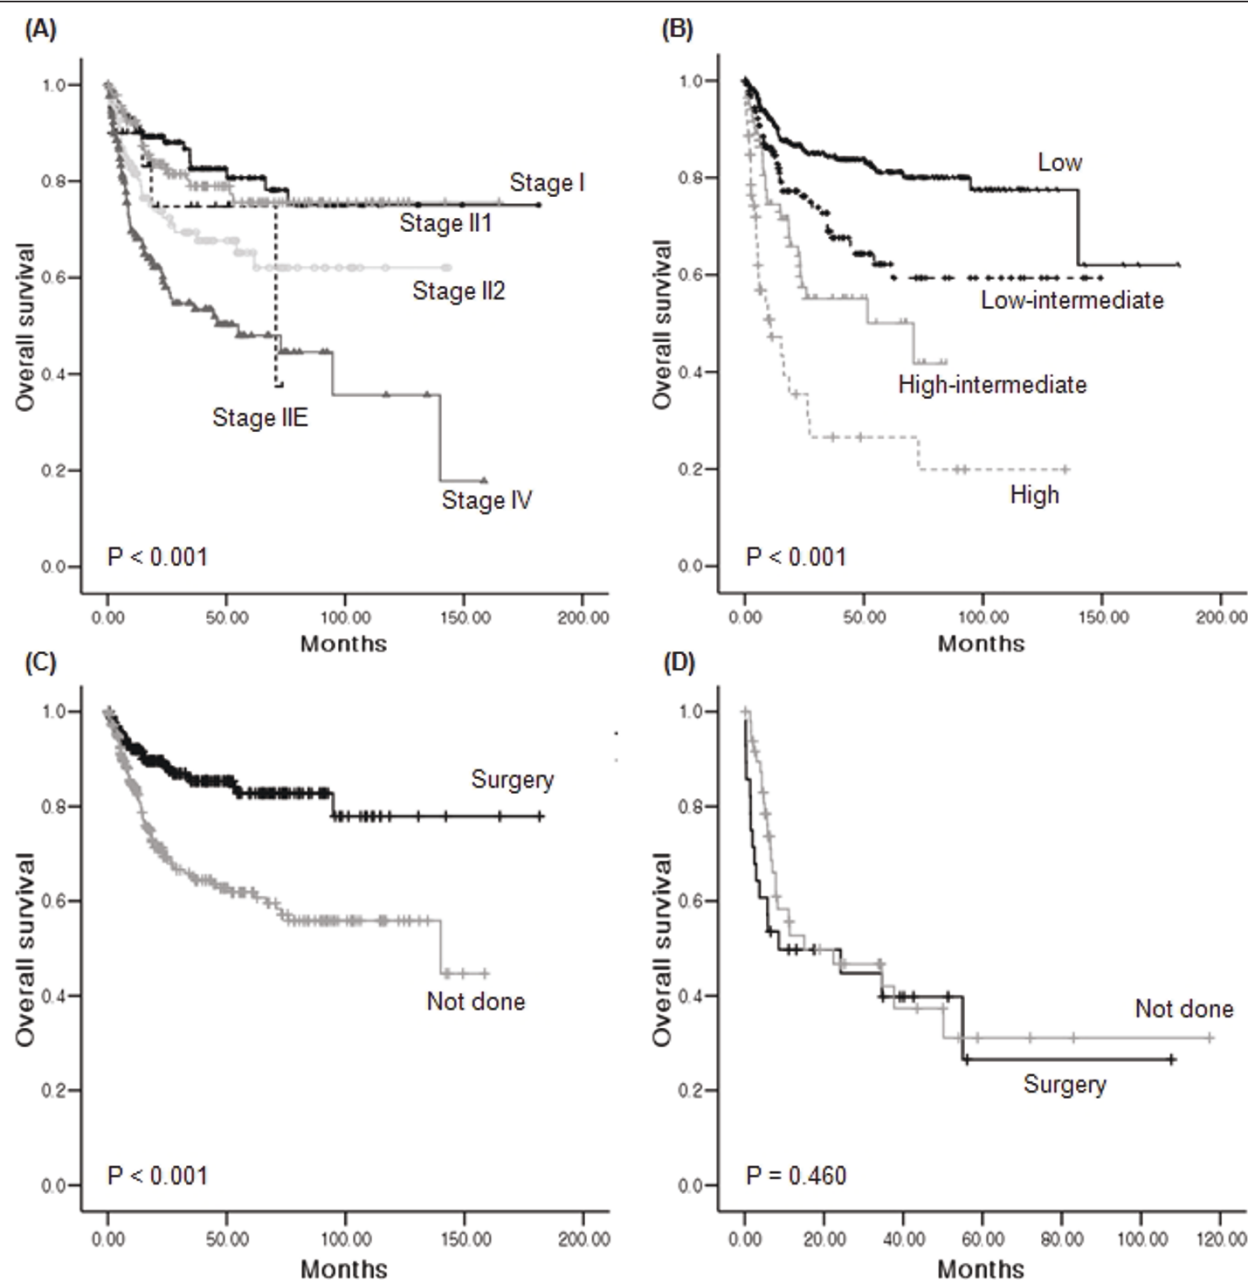 (A)
Overall survival
1.0
0.8
0.6
0.4
0.2
0.0
Stage I
Stage II1
Stage II2
Stage IIE
Stage IV
P < 0.001
0.00 50.00 100.00 150.00 200.00
Months
(B)
Overall survival
1.0
0.8
0.6
0.4
0.2
0.0
Low
Low-intermediate
High-intermediate
High
P < 0.001
0.00 50.00 100.00 150.00 200.00
Months
(C)
Overall survival
1.0
0.8
0.6
0.4
0.2
0.0
Surgery
Not done
P < 0.001
0.00 50.00 100.00 150.00 200.00
Months
(D)
Overall survival
1.0
0.8
0.6
0.4
0.2
0.0
Not done
Surgery
P = 0.460
0.00 20.00 40.00 60.00 80.00 100.00 120.00
Months